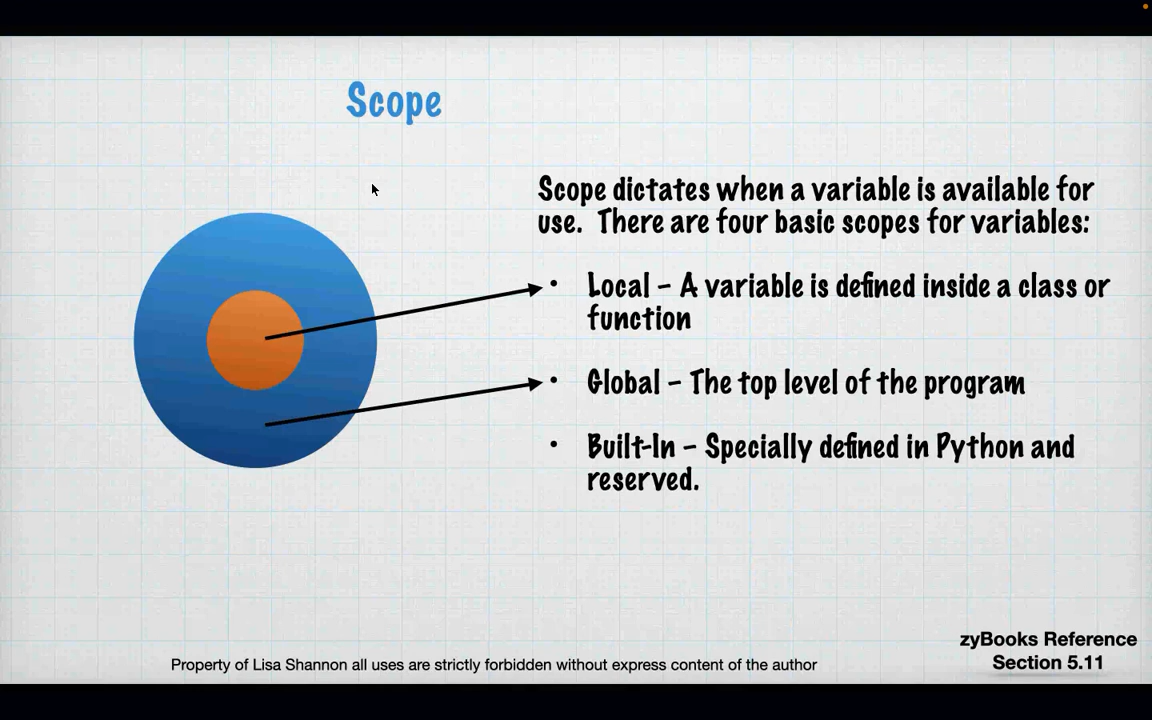 Scope
Scope dictates when a variable is available for
use. There are four basic scopes for variables:
• Local – A variable is defined inside a class or
function
• Global – The top level of the program
• Built-In – Specially defined in Python and
reserved.
zyBooks Reference
Section 5.11
Property of Lisa Shannon all uses are strictly forbidden without express content of the author